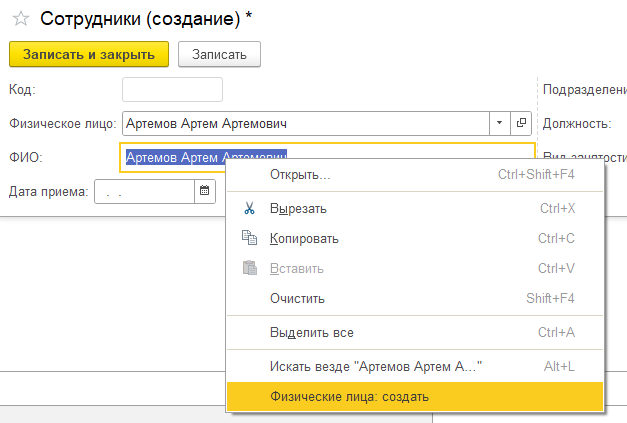 Сотрудники (создание) *
Записать и закрыть
Записать
Код:
Подразделени
Физическое лицо:
Артемов Артем Артемович
Должность:
ФИО:
Артемов Артем Артемович
Вид занятости
Дата приема:
. .
Открыть... Ctrl+Shift+F4
Вырезать Ctrl+X
Копировать Ctrl+C
Вставить Ctrl+V
Очистить Shift+F4
Выделить все Ctrl+A
Искать везде "Артемов Артем А..." Alt+L
Физические лица: создать